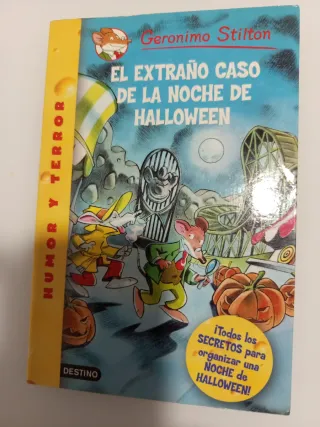 Geronimo Stilton
EL EXTRAÑO CASO
DE LA NOCHE DE
HALLOWEEN
HUMOR Y TERROR
¡Todos los
SECRETOS para
organizar una
NOCHE de
HALLOWEEN!
DESTINO